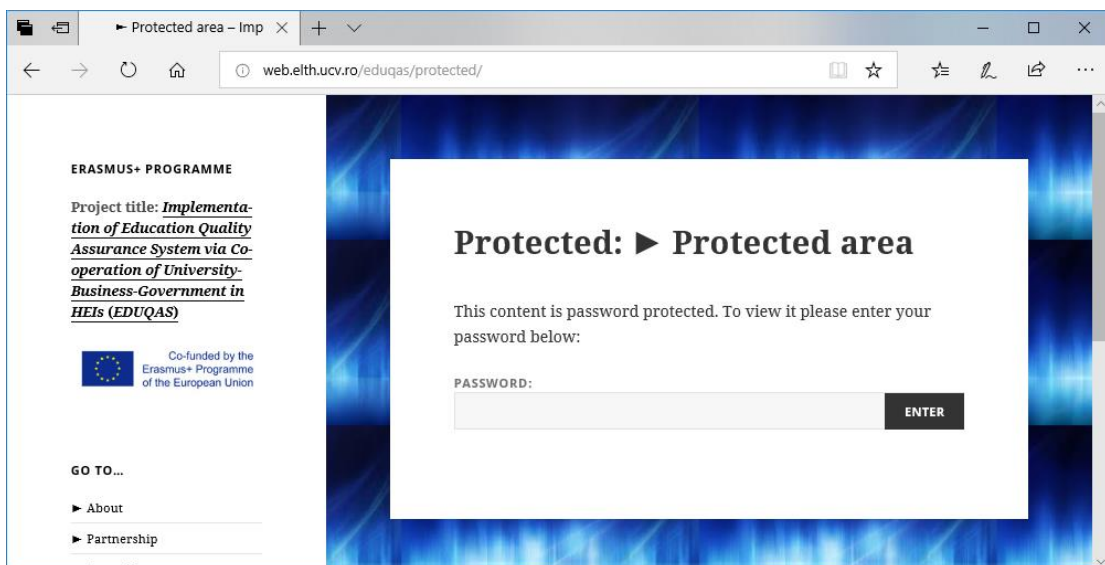 ► Protected area – Imp
web.elth.ucv.ro/eduqas/protected/
ERASMUS+ PROGRAMME
Project title: Implementa-
tion of Education Quality
Assurance System via Co-
operation of University-
Business-Government in
HEIs (EDUQAS)
Co-funded by the
Erasmus+ Programme
of the European Union
GO TO…
► About
► Partnership
Protected: ► Protected area
This content is password protected. To view it please enter your
password below:
PASSWORD:
ENTER